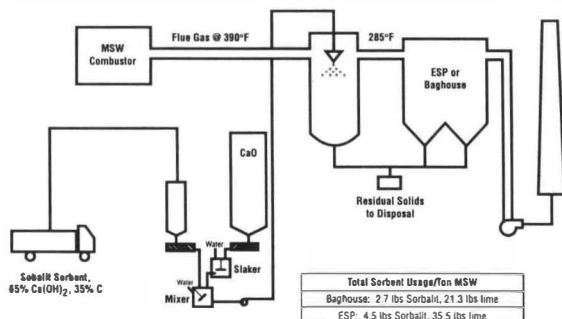 MSW
Combustor
Flue Gas @ 390°F
285°F
ESP or
Baghouse
CaO
Residual Solids
to Disposal
Water
Slaker
Water
Mixer
Sobalit Sorbent,
65% Ca(OH)2, 35% C
Total Sorbent Usage/Ton MSW
Baghouse: 2.7 lbs Sorbalit, 21.3 lbs lime
ESP: 4.5 lbs Sorbalit, 35.5 lbs lime